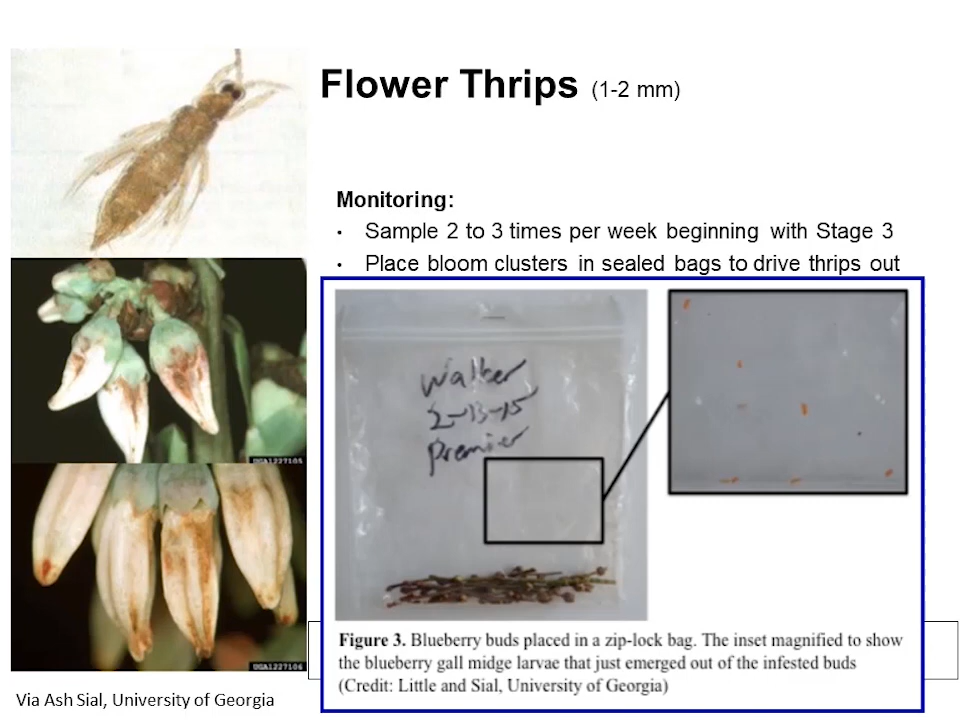 Flower Thrips (1-2 mm)
Monitoring:
• Sample 2 to 3 times per week beginning with Stage 3
• Place bloom clusters in sealed bags to drive thrips out
Walker
2-13-15
Premier
UGA1227105
UGA1227106
Figure 3. Blueberry buds placed in a zip-lock bag. The inset magnified to show
the blueberry gall midge larvae that just emerged out of the infested buds
(Credit: Little and Sial, University of Georgia)
Via Ash Sial, University of Georgia